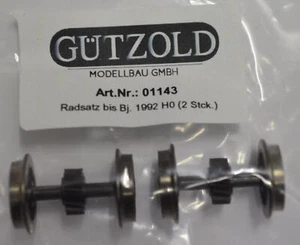 GÜTZOLD
MODELLBAU GMBH
Art.Nr.: 01143
Radsatz bis Bj. 1992 H0 (2 Stck.)